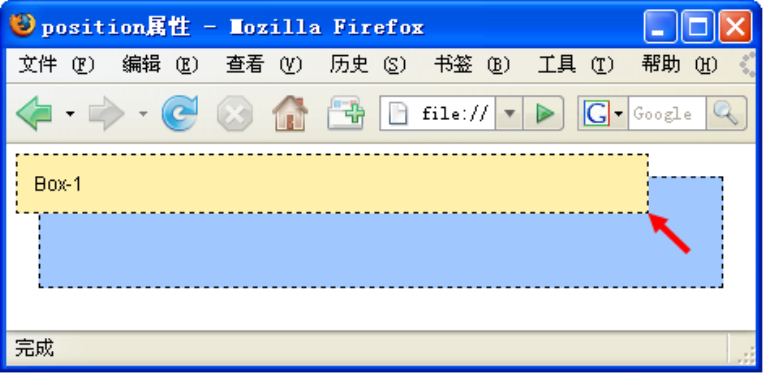 position属性 - Mozilla Firefox
文件 (F) 编辑 (E) 查看 (V) 历史 (S) 书签 (B) 工具 (T) 帮助 (H)
file:// G Google
Box-1
完成